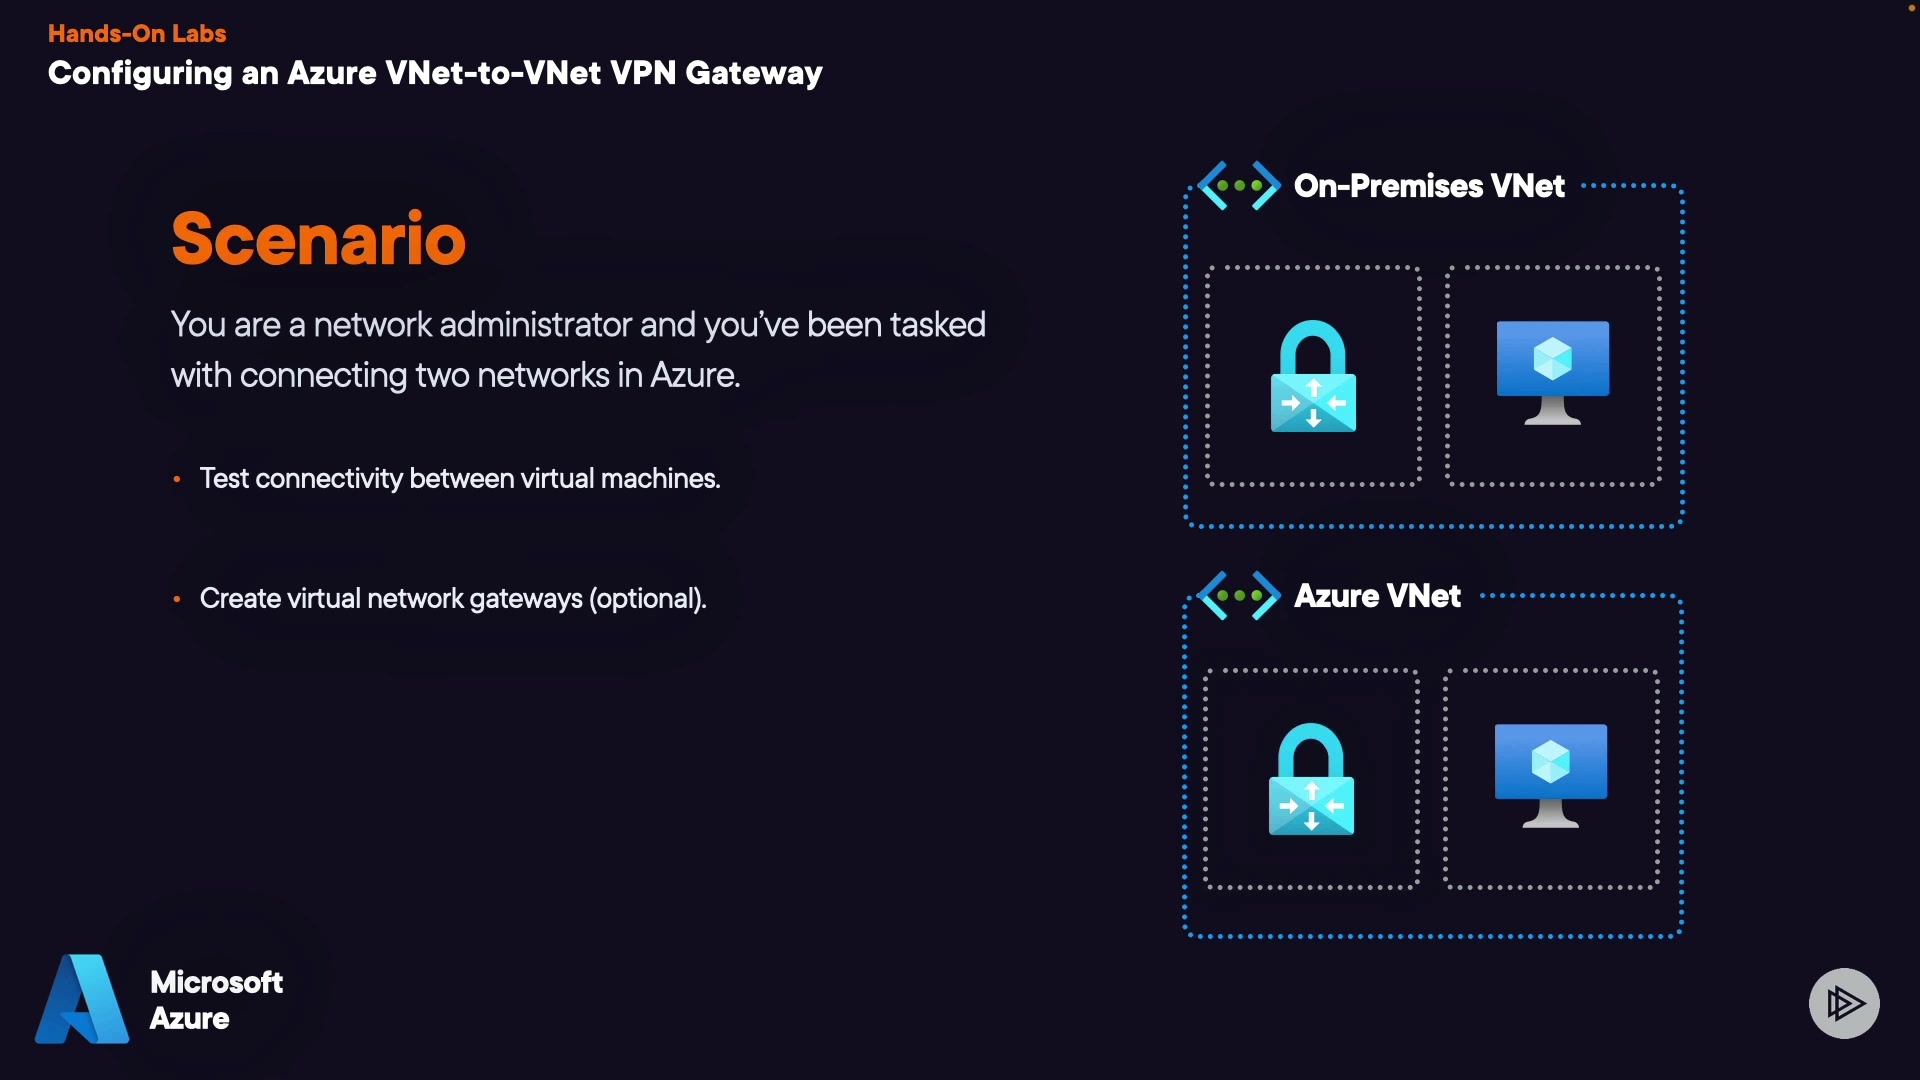 Hands-On Labs
Configuring an Azure VNet-to-VNet VPN Gateway
Scenario
You are a network administrator and you’ve been tasked
with connecting two networks in Azure.
• Test connectivity between virtual machines.
• Create virtual network gateways (optional).
On-Premises VNet
Azure VNet
Microsoft
Azure